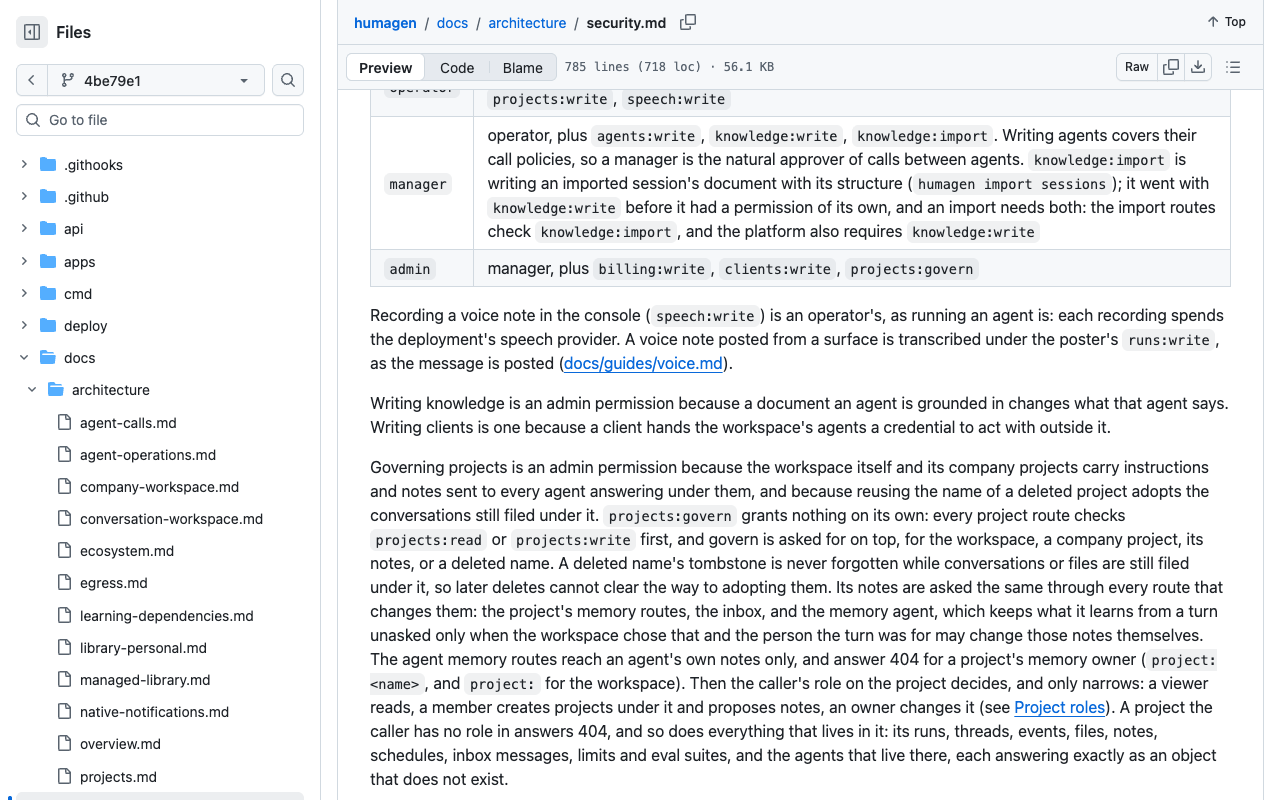 Files
4be79e1
Go to file
.githooks
.github
api
apps
cmd
deploy
docs
architecture
agent-calls.md
agent-operations.md
company-workspace.md
conversation-workspace.md
ecosystem.md
egress.md
learning-dependencies.md
library-personal.md
managed-library.md
native-notifications.md
overview.md
projects.md
humagen / docs / architecture / security.md
Top
Preview Code Blame 785 lines (718 loc) · 56.1 KB
Raw
operator
projects:write, speech:write
manager
operator, plus agents:write, knowledge:write, knowledge:import. Writing agents covers their
call policies, so a manager is the natural approver of calls between agents. knowledge:import is
writing an imported session's document with its structure (humagen import sessions); it went with
knowledge:write before it had a permission of its own, and an import needs both: the import routes
check knowledge:import, and the platform also requires knowledge:write
admin
manager, plus billing:write, clients:write, projects:govern
Recording a voice note in the console (speech:write) is an operator's, as running an agent is: each recording spends
the deployment's speech provider. A voice note posted from a surface is transcribed under the poster's runs:write,
as the message is posted (docs/guides/voice.md).
Writing knowledge is an admin permission because a document an agent is grounded in changes what that agent says.
Writing clients is one because a client hands the workspace's agents a credential to act with outside it.
Governing projects is an admin permission because the workspace itself and its company projects carry instructions
and notes sent to every agent answering under them, and because reusing the name of a deleted project adopts the
conversations still filed under it. projects:govern grants nothing on its own: every project route checks
projects:read or projects:write first, and govern is asked for on top, for the workspace, a company project, its
notes, or a deleted name. A deleted name's tombstone is never forgotten while conversations or files are still filed
under it, so later deletes cannot clear the way to adopting them. Its notes are asked the same through every route that
changes them: the project's memory routes, the inbox, and the memory agent, which keeps what it learns from a turn
unasked only when the workspace chose that and the person the turn was for may change those notes themselves.
The agent memory routes reach an agent's own notes only, and answer 404 for a project's memory owner (project:
<name>, and project: for the workspace). Then the caller's role on the project decides, and only narrows: a viewer
reads, a member creates projects under it and proposes notes, an owner changes it (see Project roles). A project the
caller has no role in answers 404, and so does everything that lives in it: its runs, threads, events, files, notes,
schedules, inbox messages, limits and eval suites, and the agents that live there, each answering exactly as an object
that does not exist.